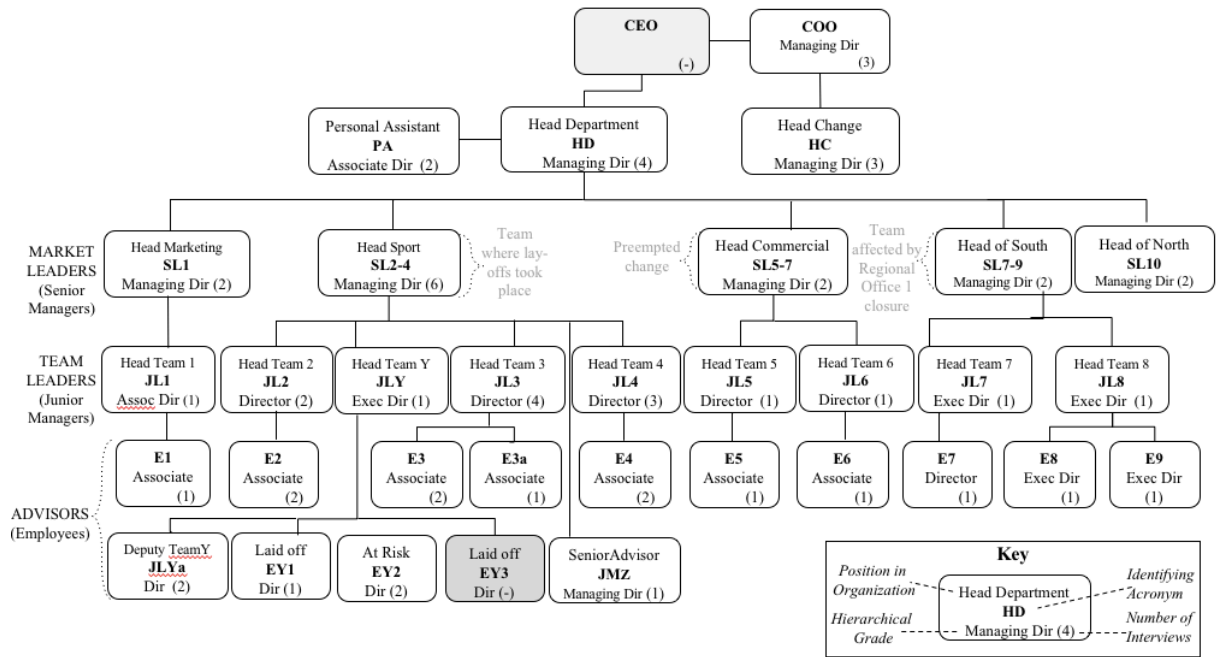 CEO
(-)
COO
Managing Dir
(3)
Personal Assistant
PA
Associate Dir (2)
Head Department
HD
Managing Dir (4)
Head Change
HC
Managing Dir (3)
MARKET
LEADERS
(Senior
Managers)
Head Marketing
SL1
Managing Dir (2)
Head Sport
SL2-4
Managing Dir (6)
Team
where lay-
offs took
place
Preempted
change
Head Commercial
SL5-7
Managing Dir (2)
Team
affected by
Regional
Office 1
closure
Head of South
SL7-9
Managing Dir (2)
Head of North
SL10
Managing Dir (2)
TEAM
LEADERS
(Junior
Managers)
Head Team 1
JL1
Assoc Dir (1)
Head Team 2
JL2
Director (2)
Head Team Y
JLY
Exec Dir (1)
Head Team 3
JL3
Director (4)
Head Team 4
JL4
Director (3)
Head Team 5
JL5
Director (1)
Head Team 6
JL6
Director (1)
Head Team 7
JL7
Exec Dir (1)
Head Team 8
JL8
Exec Dir (1)
ADVISORS
(Employees)
E1
Associate
(1)
E2
Associate
(2)
E3
Associate
(2)
E3a
Associate
(1)
E4
Associate
(2)
E5
Associate
(1)
E6
Associate
(1)
E7
Director
(1)
E8
Exec Dir
(1)
E9
Exec Dir
(1)
Deputy TeamY
JLYa
Dir (2)
Laid off
EY1
Dir (1)
At Risk
EY2
Dir (2)
Laid off
EY3
Dir (-)
SeniorAdvisor
JMZ
Managing Dir (1)
Key
Position in
Organization
Hierarchical
Grade
Head Department
HD
Managing Dir (4)
Identifying
Acronym
Number of
Interviews